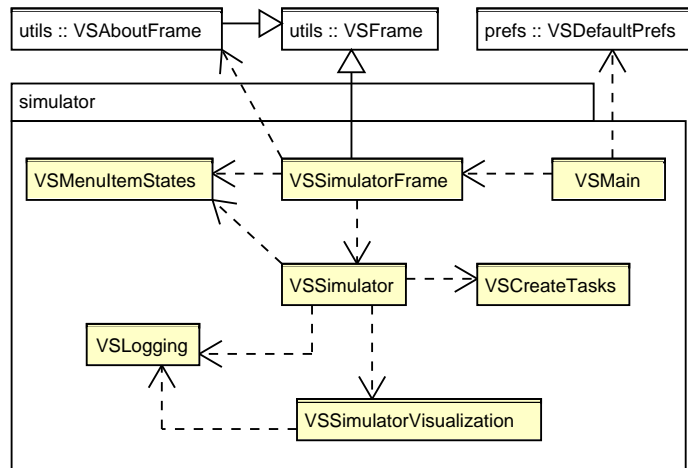 utils :: VSAboutFrame
utils :: VSFrame
prefs :: VSDefaultPrefs
simulator
VSMenuItemStates
VSSimulatorFrame
VSMain
VSSimulator
VSCreateTasks
VSLogging
VSSimulatorVisualization